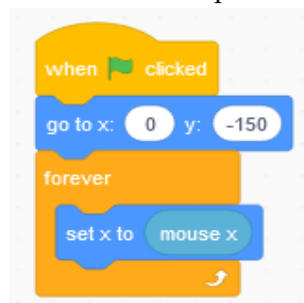 when clicked
go to x: 0 y: -150
forever
set x to mouse x